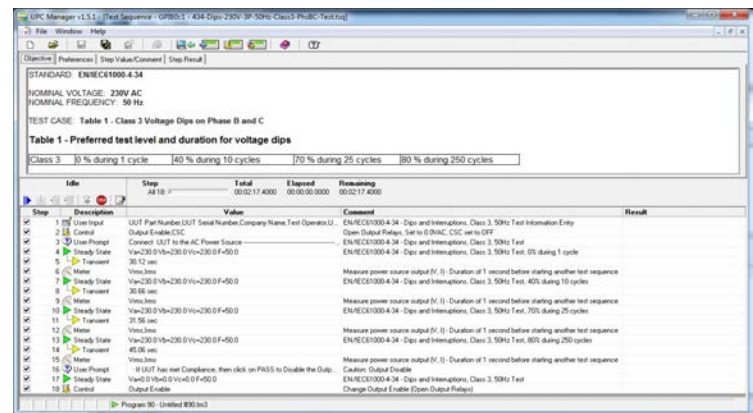 UPC Manager v1.5.1 - [Test Sequence - GPIB0::1 - 434-Dips-230V-3P-50Hz-Class3-PhsBC-Test.tsq]
File Window Help
Objective Preferences Step Value/Comment Step Result
STANDARD: EN/IEC61000-4-34
NOMINAL VOLTAGE: 230V AC
NOMINAL FREQUENCY: 50 Hz
TEST CASE: Table 1 - Class 3 Voltage Dips on Phase B and C
Table 1 - Preferred test level and duration for voltage dips
Class 3 0 % during 1 cycle 40 % during 10 cycles 70 % during 25 cycles 80 % during 250 cycles
Idle Step Total Elapsed Remaining
All 18: 00:02:17.4000 00:00:00.0000 00:02:17.4000
Step Description Value Comment Result
1 User Input UUT Part Number,UUT Serial Number,Company Name,Test Operator,U... EN/IEC61000-4-34 - Dips and Interruptions, Class 3, 50Hz Test Information Entry
2 Control Output Enable,CSC Open Output Relays, Set to 0.0VAC, CSC set to OFF
3 User Prompt Connect UUT to the AC Power Source EN/IEC61000-4-34 - Dips and Interruptions, Class 3, 50Hz Test
4 Steady State Va=230.0 Vb=230.0 Vc=230.0 F=50.0 EN/IEC61000-4-34 - Dips and Interruptions, Class 3, 50Hz Test, 0% during 1 cycle
5 Transient 30.12 sec
6 Meter Vrms,Irms Measure power source output (V, I) - Duration of 1 second before starting another test sequence
7 Steady State Va=230.0 Vb=230.0 Vc=230.0 F=50.0 EN/IEC61000-4-34 - Dips and Interruptions, Class 3, 50Hz Test, 40% during 10 cycles
8 Transient 30.66 sec
9 Meter Vrms,Irms Measure power source output (V, I) - Duration of 1 second before starting another test sequence
10 Steady State Va=230.0 Vb=230.0 Vc=230.0 F=50.0 EN/IEC61000-4-34 - Dips and Interruptions, Class 3, 50Hz Test, 70% during 25 cycles
11 Transient 31.56 sec
12 Meter Vrms,Irms Measure power source output (V, I) - Duration of 1 second before starting another test sequence
13 Steady State Va=230.0 Vb=230.0 Vc=230.0 F=50.0 EN/IEC61000-4-34 - Dips and Interruptions, Class 3, 50Hz Test, 80% during 250 cycles
14 Transient 45.06 sec
15 Meter Vrms,Irms Measure power source output (V, I) - Duration of 1 second before starting another test sequence
16 User Prompt - If UUT has met Compliance, then click on PASS to Disable the Outp... Caution: Output Disable
17 Steady State Va=0.0 Vb=0.0 Vc=0.0 F=50.0 EN/IEC61000-4-34 - Dips and Interruptions, Class 3, 50Hz Test
18 Control Output Enable Change Output Enable (Open Output Relays)
Program 90 - Untitled